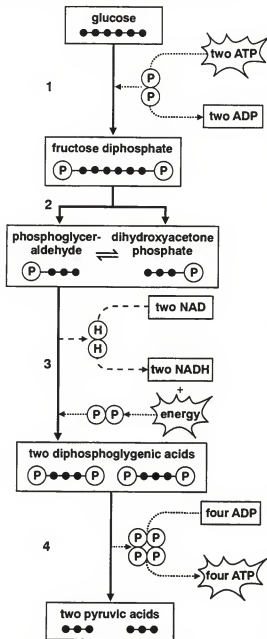 glucose
two ATP
1
P
P
two ADP
fructose diphosphate
P
P
2
phosphoglycer-
aldehyde
dihydroxyacetone
phosphate
P
P
two NAD
H
H
3
two NADH
+
P P
energy
two diphosphoglygenic acids
P
P
P
P
four ADP
4
P P
P P
four ATP
two pyruvic acids